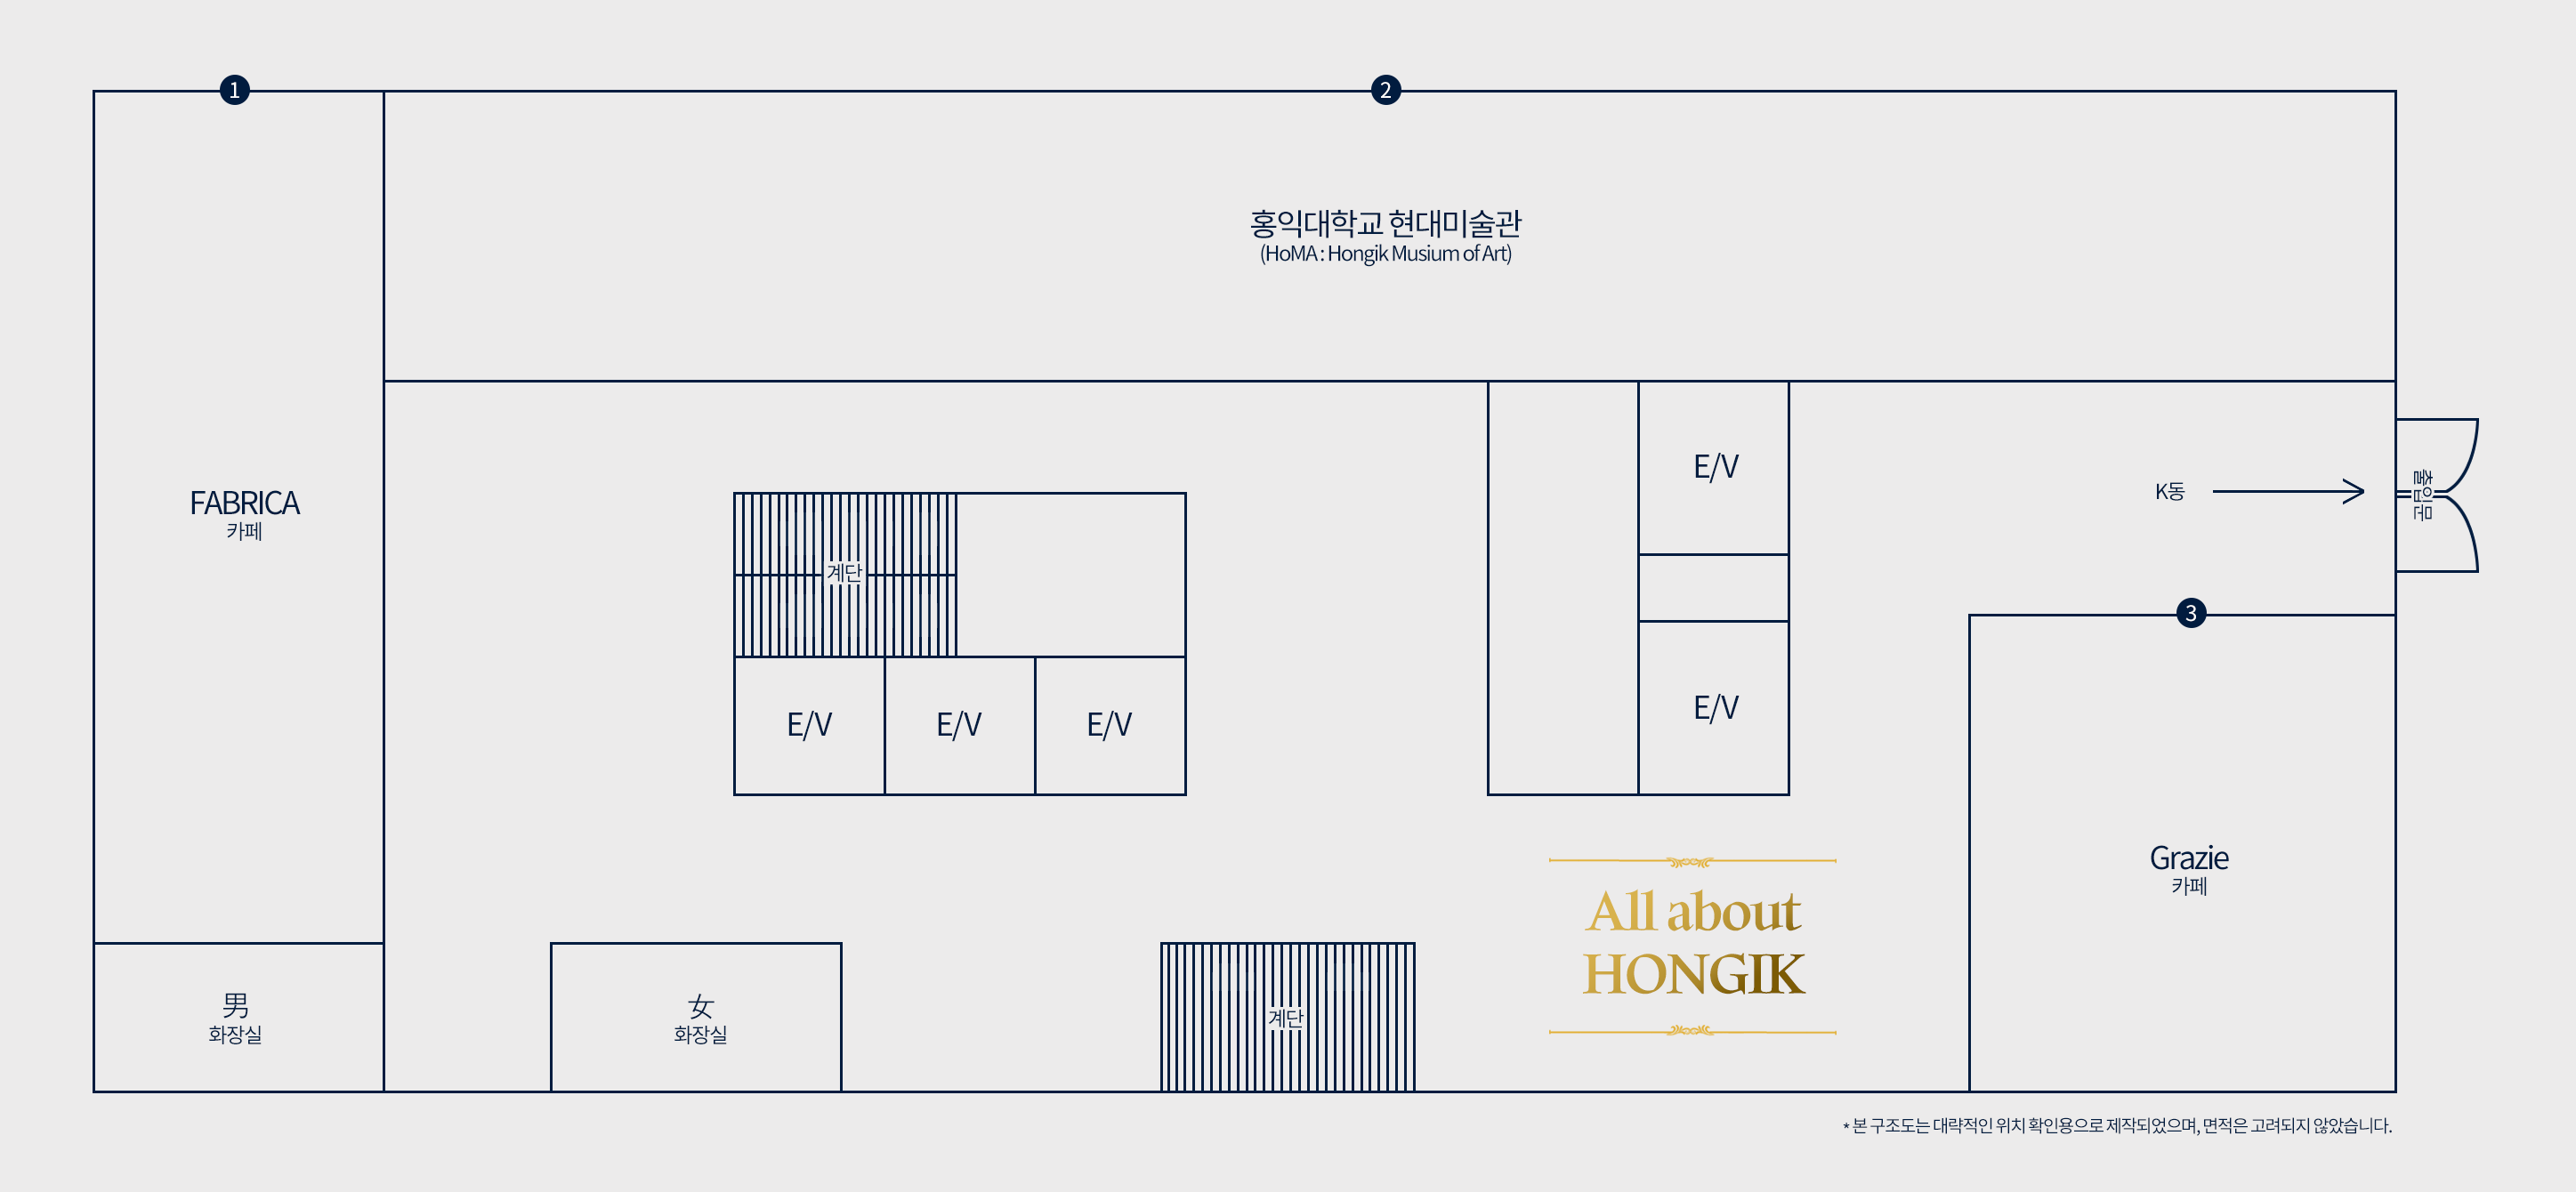 1
2
홍익대학교 현대미술관
(HoMA : Hongik Musium of Art)
FABRICA
카페
계단
E/V
E/V
E/V
E/V
E/V
K동
출입문
3
Grazie
카페
All about
HONGIK
男
화장실
女
화장실
계단
* 본 구조도는 대략적인 위치 확인용으로 제작되었으며, 면적은 고려되지 않았습니다.